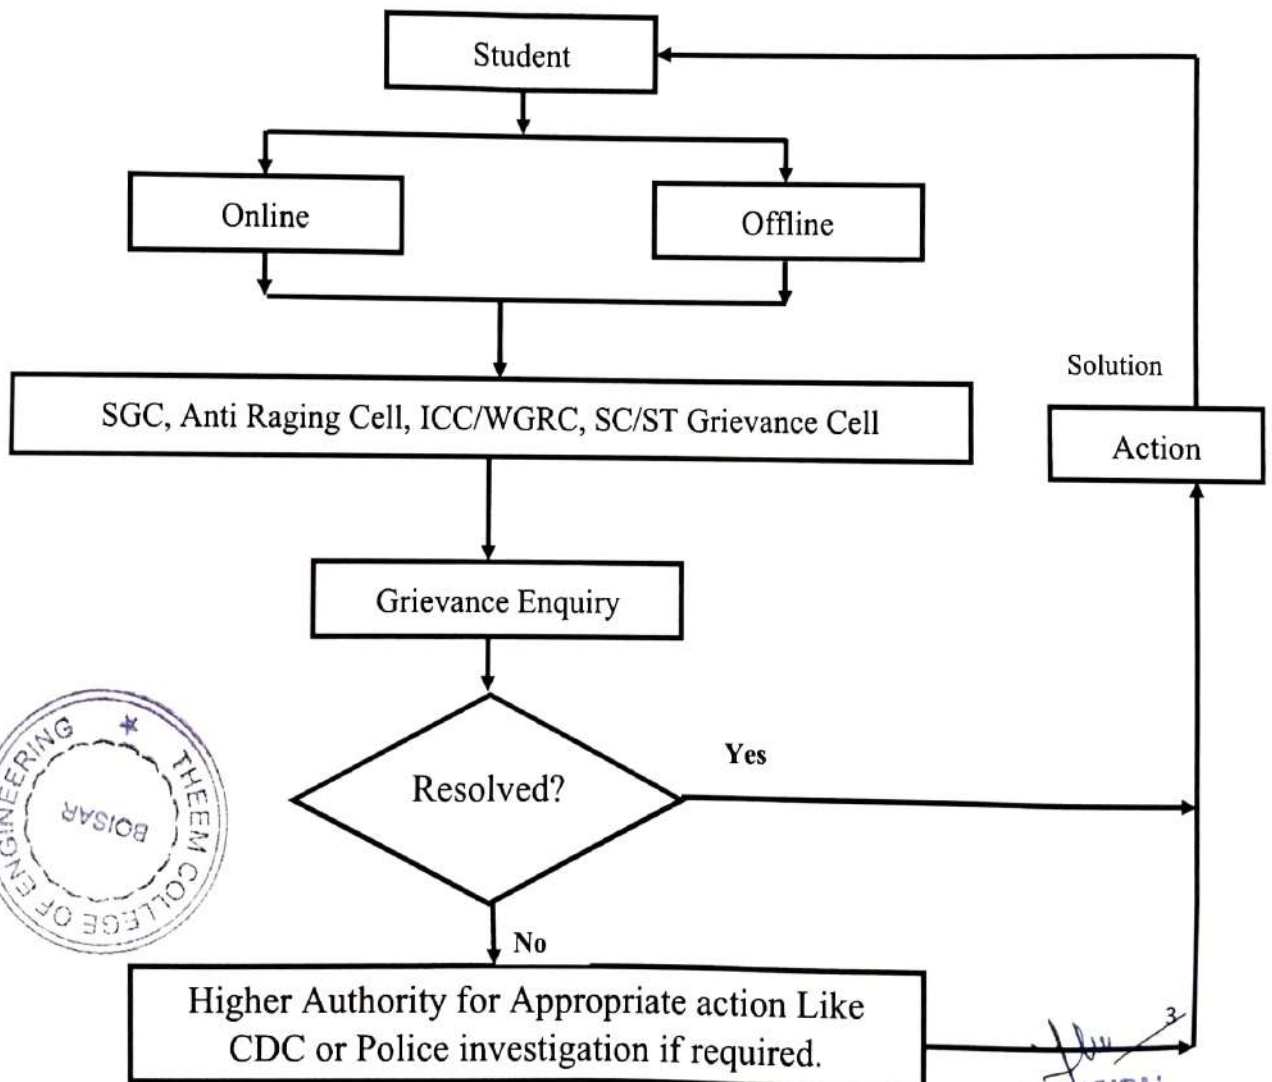 Student
Online
Offline
Solution
SGC, Anti Raging Cell, ICC/WGRC, SC/ST Grievance Cell
Action
Grievance Enquiry
Yes
Resolved?
THEEM COLLEGE OF ENGINEERING
BOISAR
No
Higher Authority for Appropriate action Like
CDC or Police investigation if required.
3